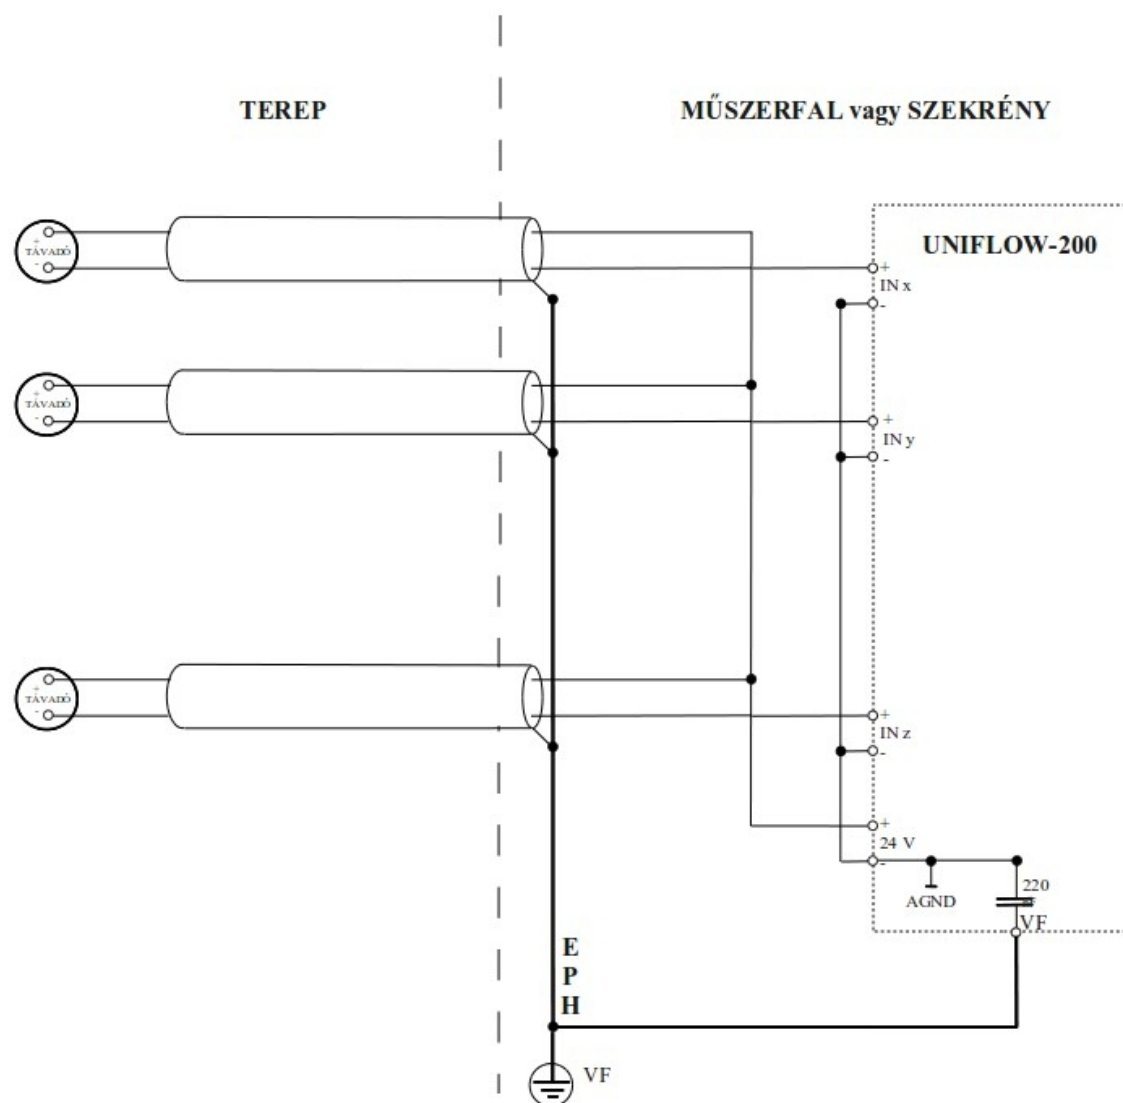 TEREP
MŰSZERFAL vagy SZEKRÉNY
UNIFLOW-200
+
TÁVADÓ
-
+
IN x
-
+
TÁVADÓ
-
+
IN y
-
+
TÁVADÓ
-
+
IN z
-
+
24 V
-
AGND
220
VF
E
P
H
VF